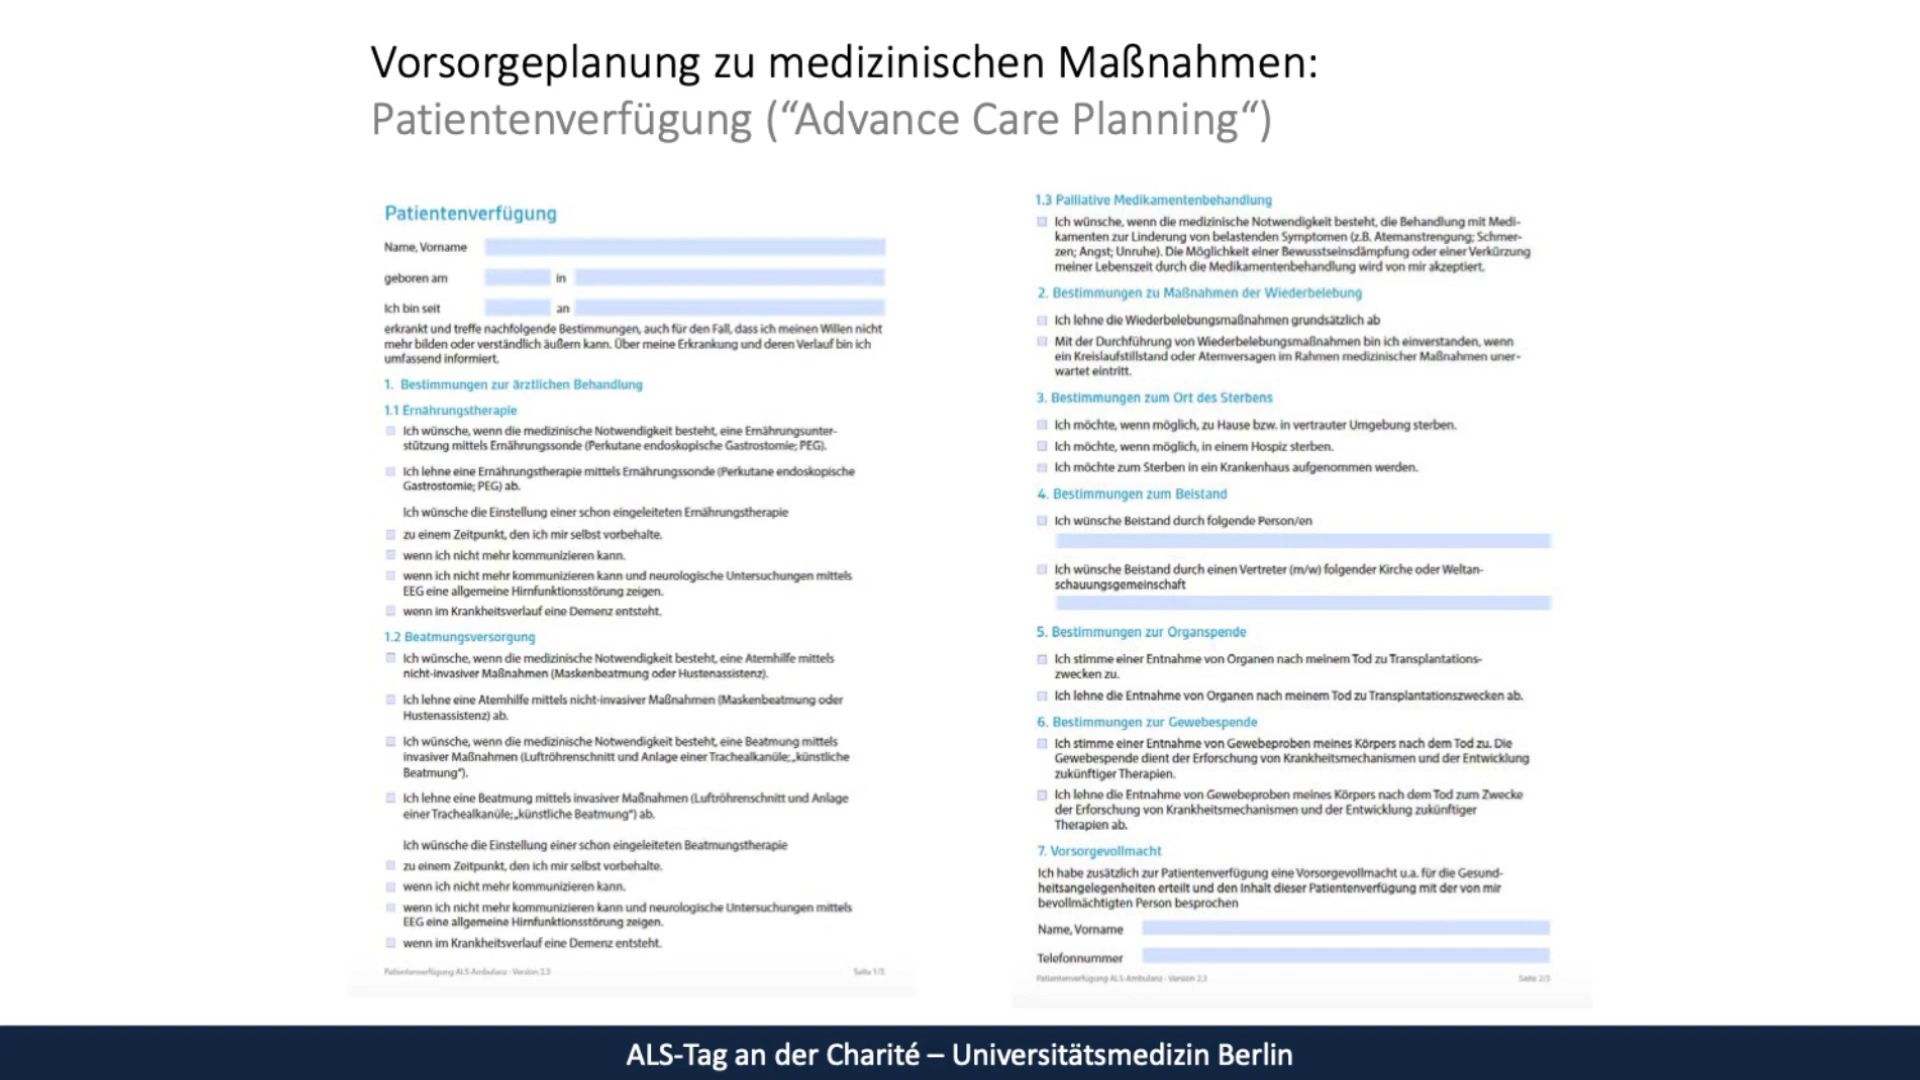 Vorsorgeplanung zu medizinischen Maßnahmen:
Patientenverfügung (“Advance Care Planning“)
Patientenverfügung
Name, Vorname
geboren am in
Ich bin seit an
erkrankt und treffe nachfolgende Bestimmungen, auch für den Fall, dass ich meinen Willen nicht
mehr bilden oder verständlich äußern kann. Über meine Erkrankung und deren Verlauf bin ich
umfassend informiert.
1. Bestimmungen zur ärztlichen Behandlung
1.1 Ernährungstherapie
Ich wünsche, wenn die medizinische Notwendigkeit besteht, eine Ernährungsunter-
stützung mittels Ernährungssonde (Perkutane endoskopische Gastrostomie; PEG).
Ich lehne eine Ernährungstherapie mittels Ernährungssonde (Perkutane endoskopische
Gastrostomie; PEG) ab.
Ich wünsche die Einstellung einer schon eingeleiteten Ernährungstherapie
zu einem Zeitpunkt, den ich mir selbst vorbehalte.
wenn ich nicht mehr kommunizieren kann.
wenn ich nicht mehr kommunizieren kann und neurologische Untersuchungen mittels
EEG eine allgemeine Hirnfunktionsstörung zeigen.
wenn im Krankheitsverlauf eine Demenz entsteht.
1.2 Beatmungsversorgung
Ich wünsche, wenn die medizinische Notwendigkeit besteht, eine Atemhilfe mittels
nicht-invasiver Maßnahmen (Maskenbeatmung oder Hustenassistenz).
Ich lehne eine Atemhilfe mittels nicht-invasiver Maßnahmen (Maskenbeatmung oder
Hustenassistenz) ab.
Ich wünsche, wenn die medizinische Notwendigkeit besteht, eine Beatmung mittels
invasiver Maßnahmen (Luftröhrenschnitt und Anlage einer Trachealkanüle; „künstliche
Beatmung“).
Ich lehne eine Beatmung mittels invasiver Maßnahmen (Luftröhrenschnitt und Anlage
einer Trachealkanüle; „künstliche Beatmung“) ab.
Ich wünsche die Einstellung einer schon eingeleiteten Beatmungstherapie
zu einem Zeitpunkt, den ich mir selbst vorbehalte.
wenn ich nicht mehr kommunizieren kann.
wenn ich nicht mehr kommunizieren kann und neurologische Untersuchungen mittels
EEG eine allgemeine Hirnfunktionsstörung zeigen.
wenn im Krankheitsverlauf eine Demenz entsteht.
Patientenverfügung ALS-Ambulanz · Version 2.3 Seite 1/3
1.3 Palliative Medikamentenbehandlung
Ich wünsche, wenn die medizinische Notwendigkeit besteht, die Behandlung mit Medi-
kamenten zur Linderung von belastenden Symptomen (z.B. Atemanstrengung; Schmer-
zen; Angst; Unruhe). Die Möglichkeit einer Bewusstseinsdämpfung oder einer Verkürzung
meiner Lebenszeit durch die Medikamentenbehandlung wird von mir akzeptiert.
2. Bestimmungen zu Maßnahmen der Wiederbelebung
Ich lehne die Wiederbelebungsmaßnahmen grundsätzlich ab
Mit der Durchführung von Wiederbelebungsmaßnahmen bin ich einverstanden, wenn
ein Kreislaufstillstand oder Atemversagen im Rahmen medizinischer Maßnahmen uner-
wartet eintritt.
3. Bestimmungen zum Ort des Sterbens
Ich möchte, wenn möglich, zu Hause bzw. in vertrauter Umgebung sterben.
Ich möchte, wenn möglich, in einem Hospiz sterben.
Ich möchte zum Sterben in ein Krankenhaus aufgenommen werden.
4. Bestimmungen zum Beistand
Ich wünsche Beistand durch folgende Person/en
Ich wünsche Beistand durch einen Vertreter (m/w) folgender Kirche oder Weltan-
schauungsgemeinschaft
5. Bestimmungen zur Organspende
Ich stimme einer Entnahme von Organen nach meinem Tod zu Transplantations-
zwecken zu.
Ich lehne die Entnahme von Organen nach meinem Tod zu Transplantationszwecken ab.
6. Bestimmungen zur Gewebespende
Ich stimme einer Entnahme von Gewebeproben meines Körpers nach dem Tod zu. Die
Gewebespende dient der Erforschung von Krankheitsmechanismen und der Entwicklung
zukünftiger Therapien.
Ich lehne die Entnahme von Gewebeproben meines Körpers nach dem Tod zum Zwecke
der Erforschung von Krankheitsmechanismen und der Entwicklung zukünftiger
Therapien ab.
7. Vorsorgevollmacht
Ich habe zusätzlich zur Patientenverfügung eine Vorsorgevollmacht u.a. für die Gesund-
heitsangelegenheiten erteilt und den Inhalt dieser Patientenverfügung mit der von mir
bevollmächtigten Person besprochen
Name, Vorname
Telefonnummer
Patientenverfügung ALS-Ambulanz · Version 2.3 Seite 2/3
ALS-Tag an der Charité – Universitätsmedizin Berlin